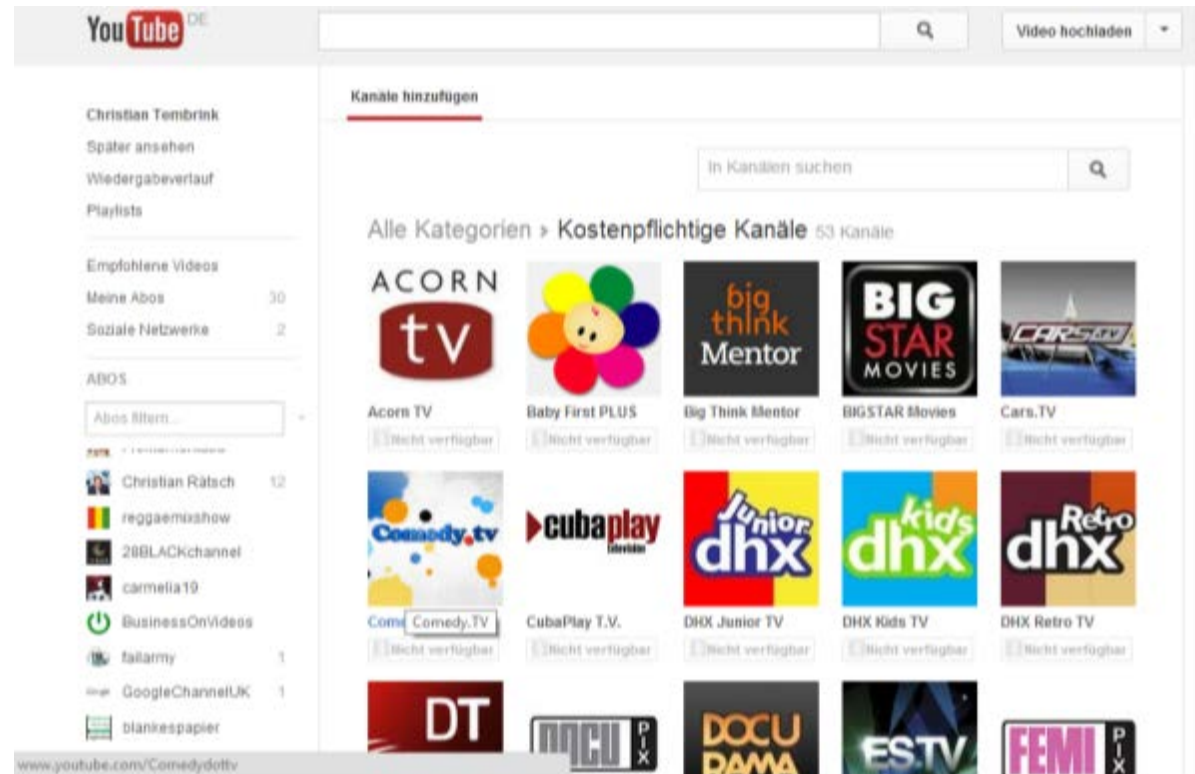 YouTube DE
Video hochladen
Kanäle hinzufügen
Christian Tembrink
Später ansehen
Wiedergabeverlauf
Playlists
In Kanälen suchen
Alle Kategorien » Kostenpflichtige Kanäle 53 Kanäle
Empfohlene Videos
Meine Abos 30
Soziale Netzwerke 2
ABOS
Abos filtern...
Christian Rätsch 12
reggaemixshow
28BLACKchannel
carmelia19
BusinessOnVideos
failarmy 1
GoogleChannelUK 1
blankespapier
ACORN
tv
big
think
Mentor
BIG
STAR
MOVIES
CARS.TV
Acorn TV
Baby First PLUS
Big Think Mentor
BIGSTAR Movies
Cars.TV
Nicht verfügbar
Nicht verfügbar
Nicht verfügbar
Nicht verfügbar
Nicht verfügbar
Comedy.tv
cubaplay
televisión
Junior
dhx
kids
dhx
Retro
dhx
Comedy.TV
CubaPlay T.V.
DHX Junior TV
DHX Kids TV
DHX Retro TV
Nicht verfügbar
Nicht verfügbar
Nicht verfügbar
Nicht verfügbar
Nicht verfügbar
DT
DOCU
PIX
DOCU
DAMA
ES.TV
FEMI
PIX
www.youtube.com/Comedydottv